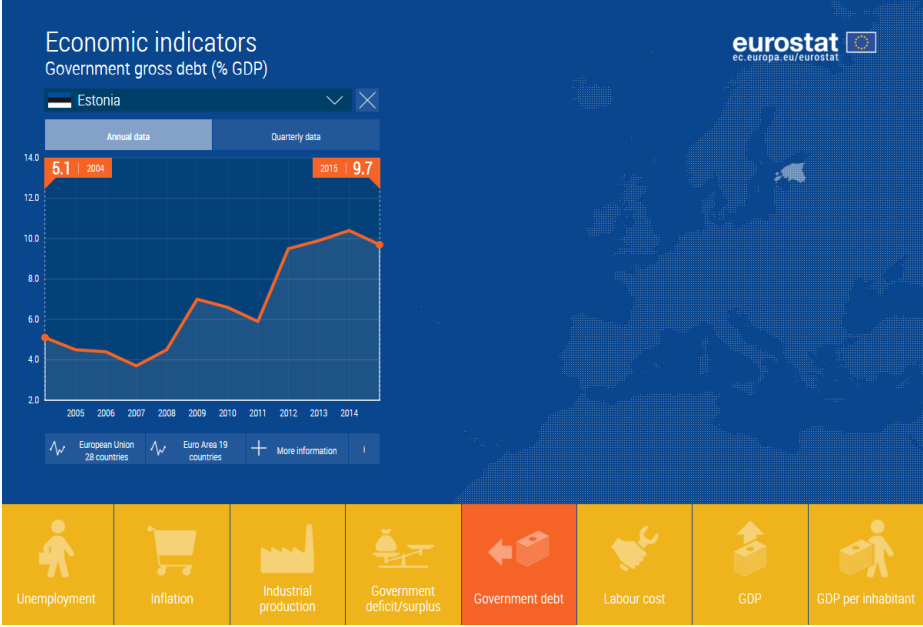 Economic indicators
Government gross debt (% GDP)
eurostat
ec.europa.eu/eurostat
Estonia
Annual data
Quarterly data
14.0
12.0
10.0
8.0
6.0
4.0
2.0
5.1 | 2004
2015 | 9.7
2005 2006 2007 2008 2009 2010 2011 2012 2013 2014
European Union
28 countries
Euro Area 19
countries
More information
i
Unemployment
Inflation
Industrial
production
Government
deficit/surplus
Government debt
Labour cost
GDP
GDP per inhabitant